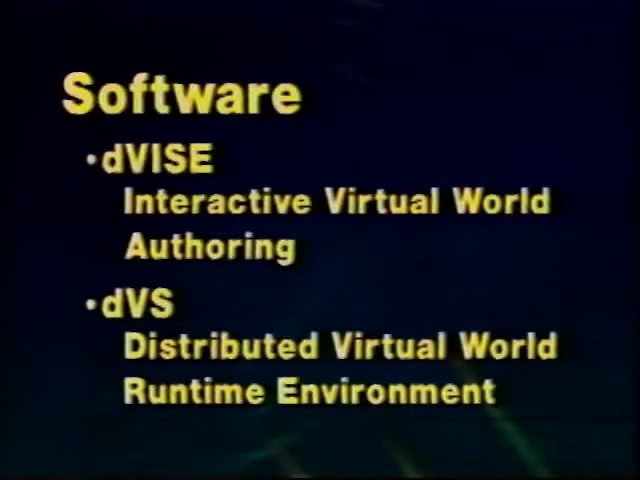 Software
·dVISE
Interactive Virtual World
Authoring
·dVS
Distributed Virtual World
Runtime Environment